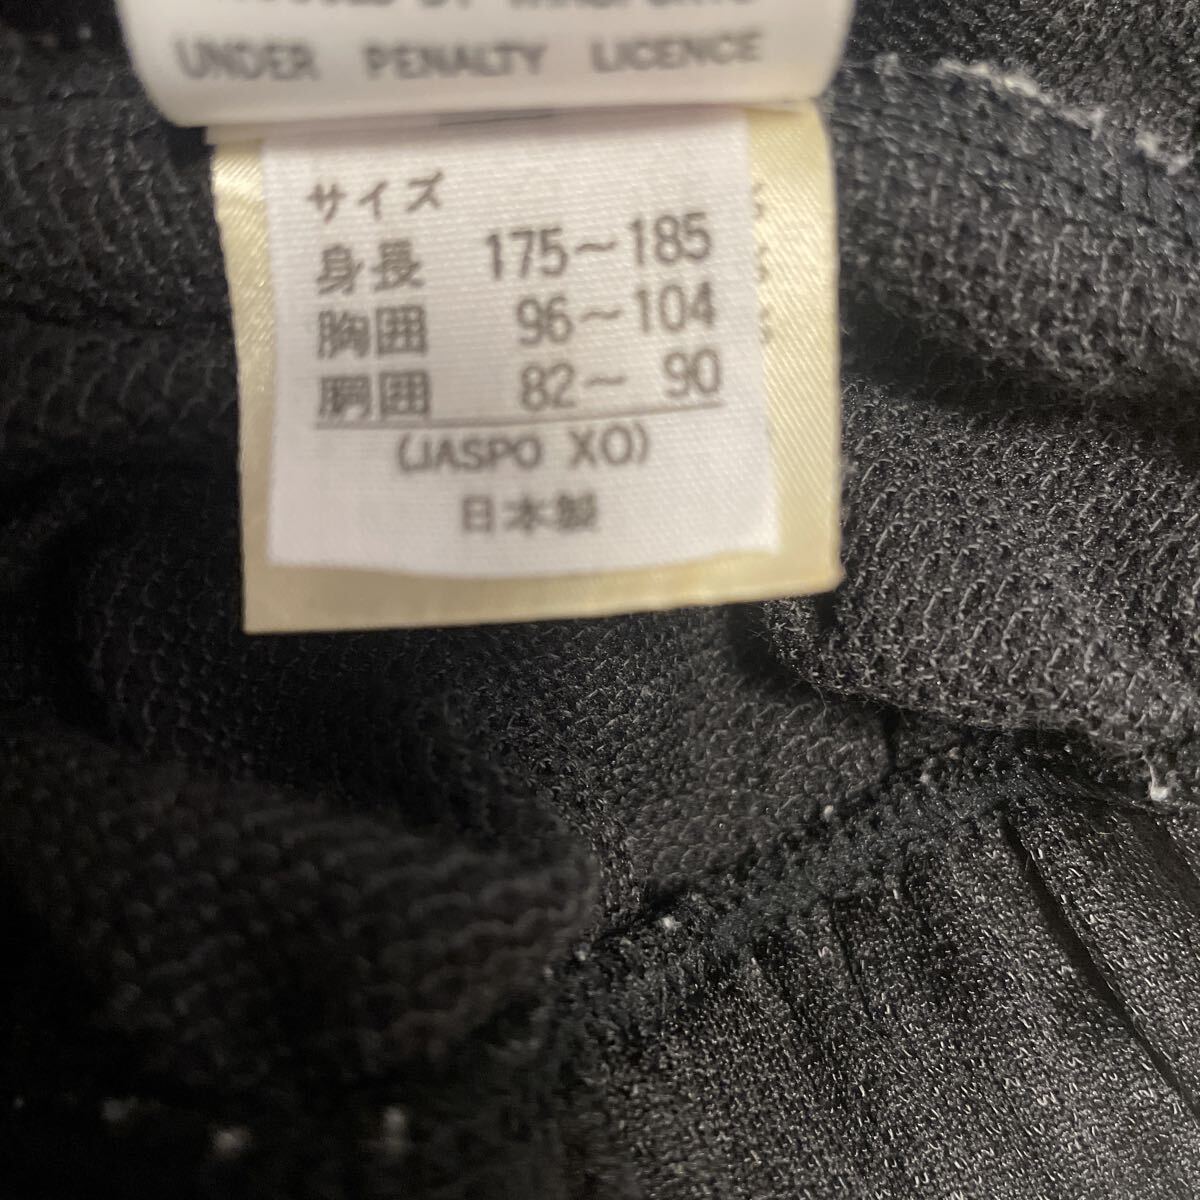 UNDER PENALTY LICENCE
サイズ
身長 175~185
胸囲 96~104
胴囲 82~ 90
(JASPO XO)
日本製